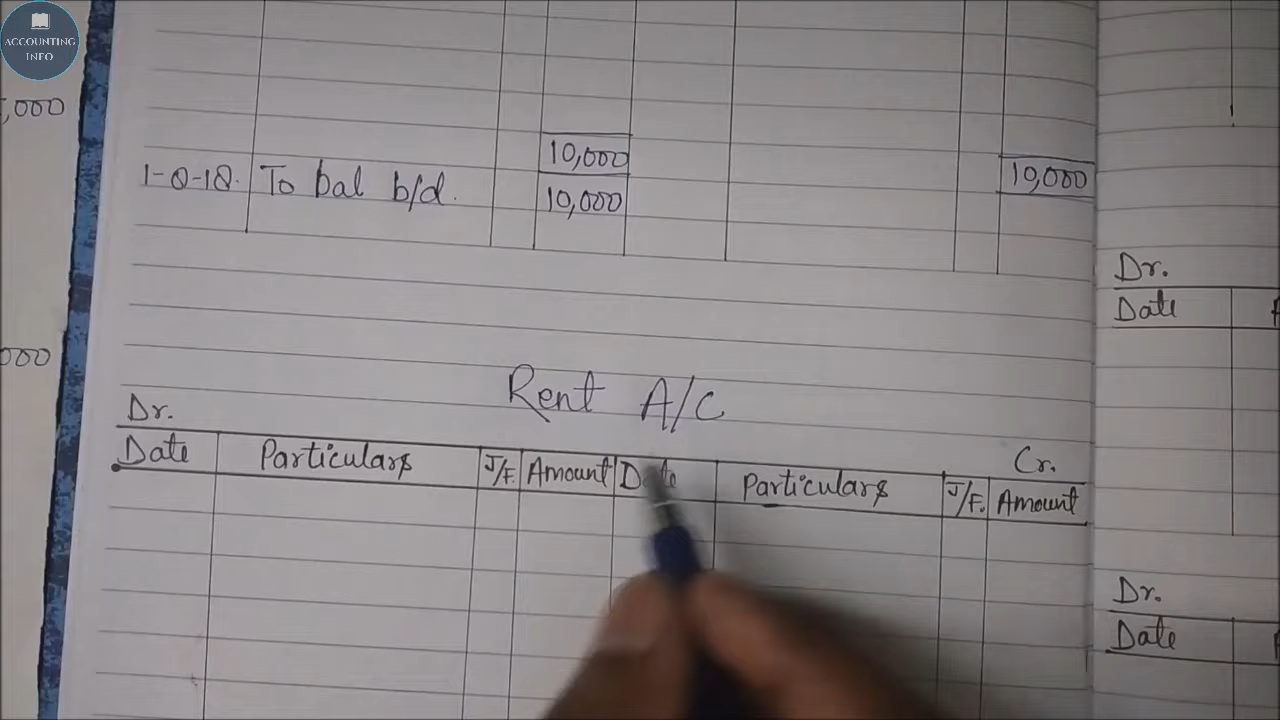 ACCOUNTING
INFO
,000
10,000
10,000
1-0-18. To bal b/d. 10,000
000
Rent A/C
Dr.
Cr.
Date Particulars J/F. Amount Date Particulars J/F. Amount
Dr.
Date
Dr.
Date